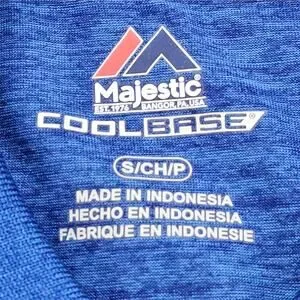 Majestic®
EST. 1976 BANGOR, PA. USA
COOLBASE®
S/CH/P
MADE IN INDONESIA
HECHO EN INDONESIA
FABRIQUE EN INDONESIE